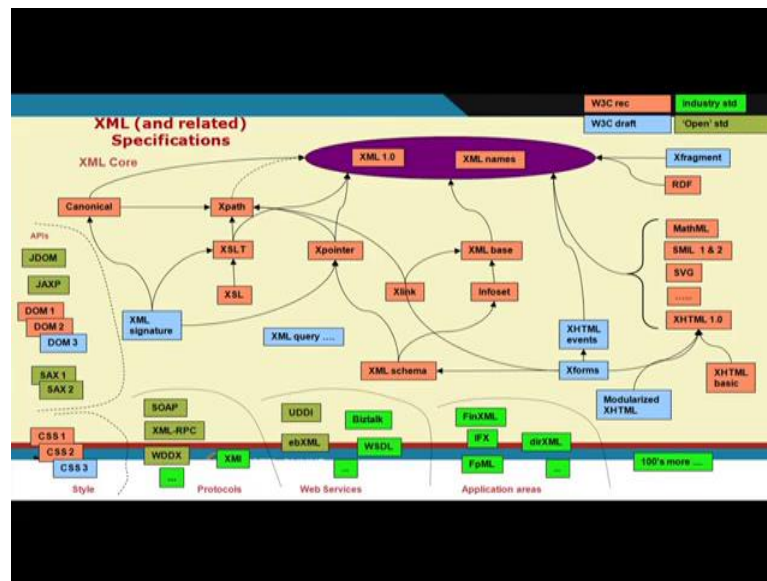 W3C rec
industry std
W3C draft
'Open' std
XML (and related)
Specifications
XML Core
XML 1.0
XML names
Xfragment
RDF
Canonical
Xpath
APIs
MathML
JDOM
XSLT
Xpointer
XML base
SMIL 1 & 2
SVG
JAXP
XSL
Xlink
Infoset
.....
DOM 1
DOM 2
DOM 3
XML
signature
XML query ....
XHTML
events
XHTML 1.0
XML schema
Xforms
XHTML
basic
SAX 1
SAX 2
Modularized
XHTML
SOAP
UDDI
Biztalk
FinXML
XML-RPC
CSS 1
CSS 2
CSS 3
ebXML
WSDL
IFX
dirXML
WDDX
XMI
FpML
100's more ....
...
...
...
Style
Protocols
Web Services
Application areas